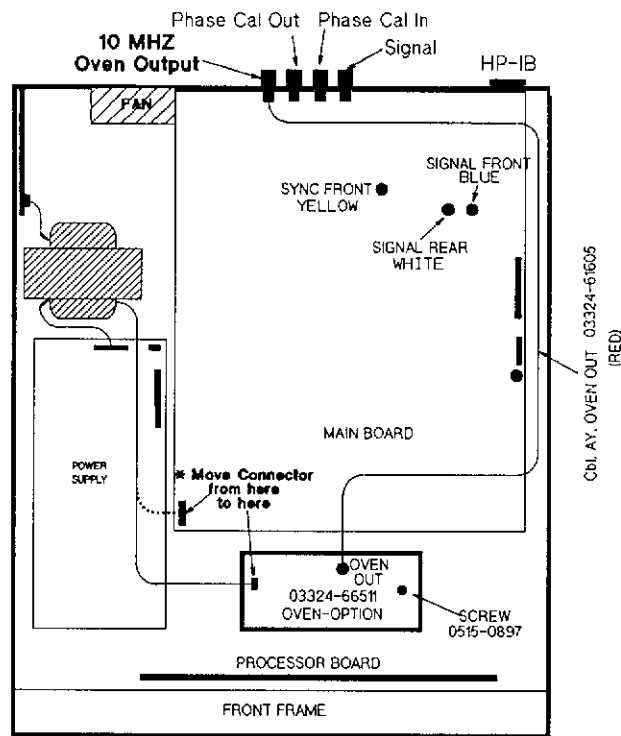 Phase Cal Out
Phase Cal In
10 MHZ
Oven Output
Signal
HP-IB
FAN
SIGNAL FRONT
BLUE
SYNC FRONT
YELLOW
SIGNAL REAR
WHITE
Cbl. AY. OVEN OUT 03324-61605
(RED)
MAIN BOARD
POWER
SUPPLY
* Move Connector
from here
to here
OVEN
OUT
03324-66511
OVEN-OPTION
SCREW
0515-0897
PROCESSOR BOARD
FRONT FRAME